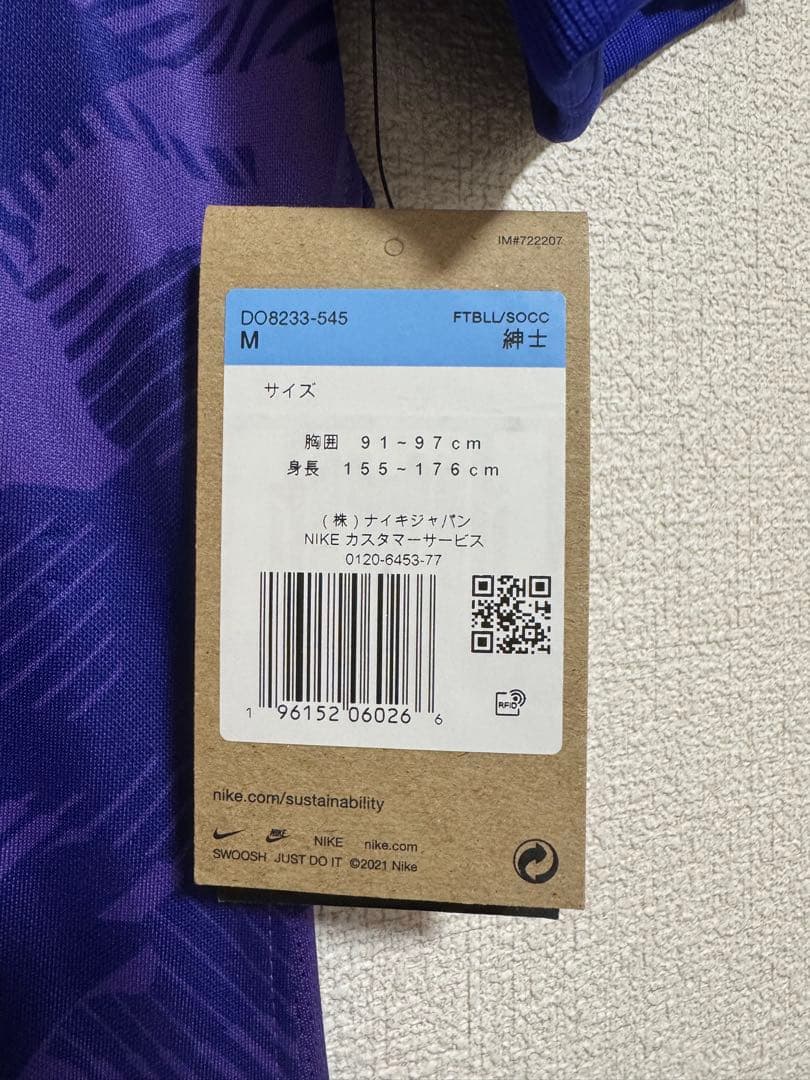 IM#722207
DO8233-545 FTBLL/SOCC
M 紳士
サイズ
胸囲 91~97cm
身長 155~176cm
(株)ナイキジャパン
NIKE カスタマーサービス
0120-6453-77
RFID
1 96152 06026 6
nike.com/sustainability
NIKE NIKE nike.com
SWOOSH JUST DO IT ©2021 Nike